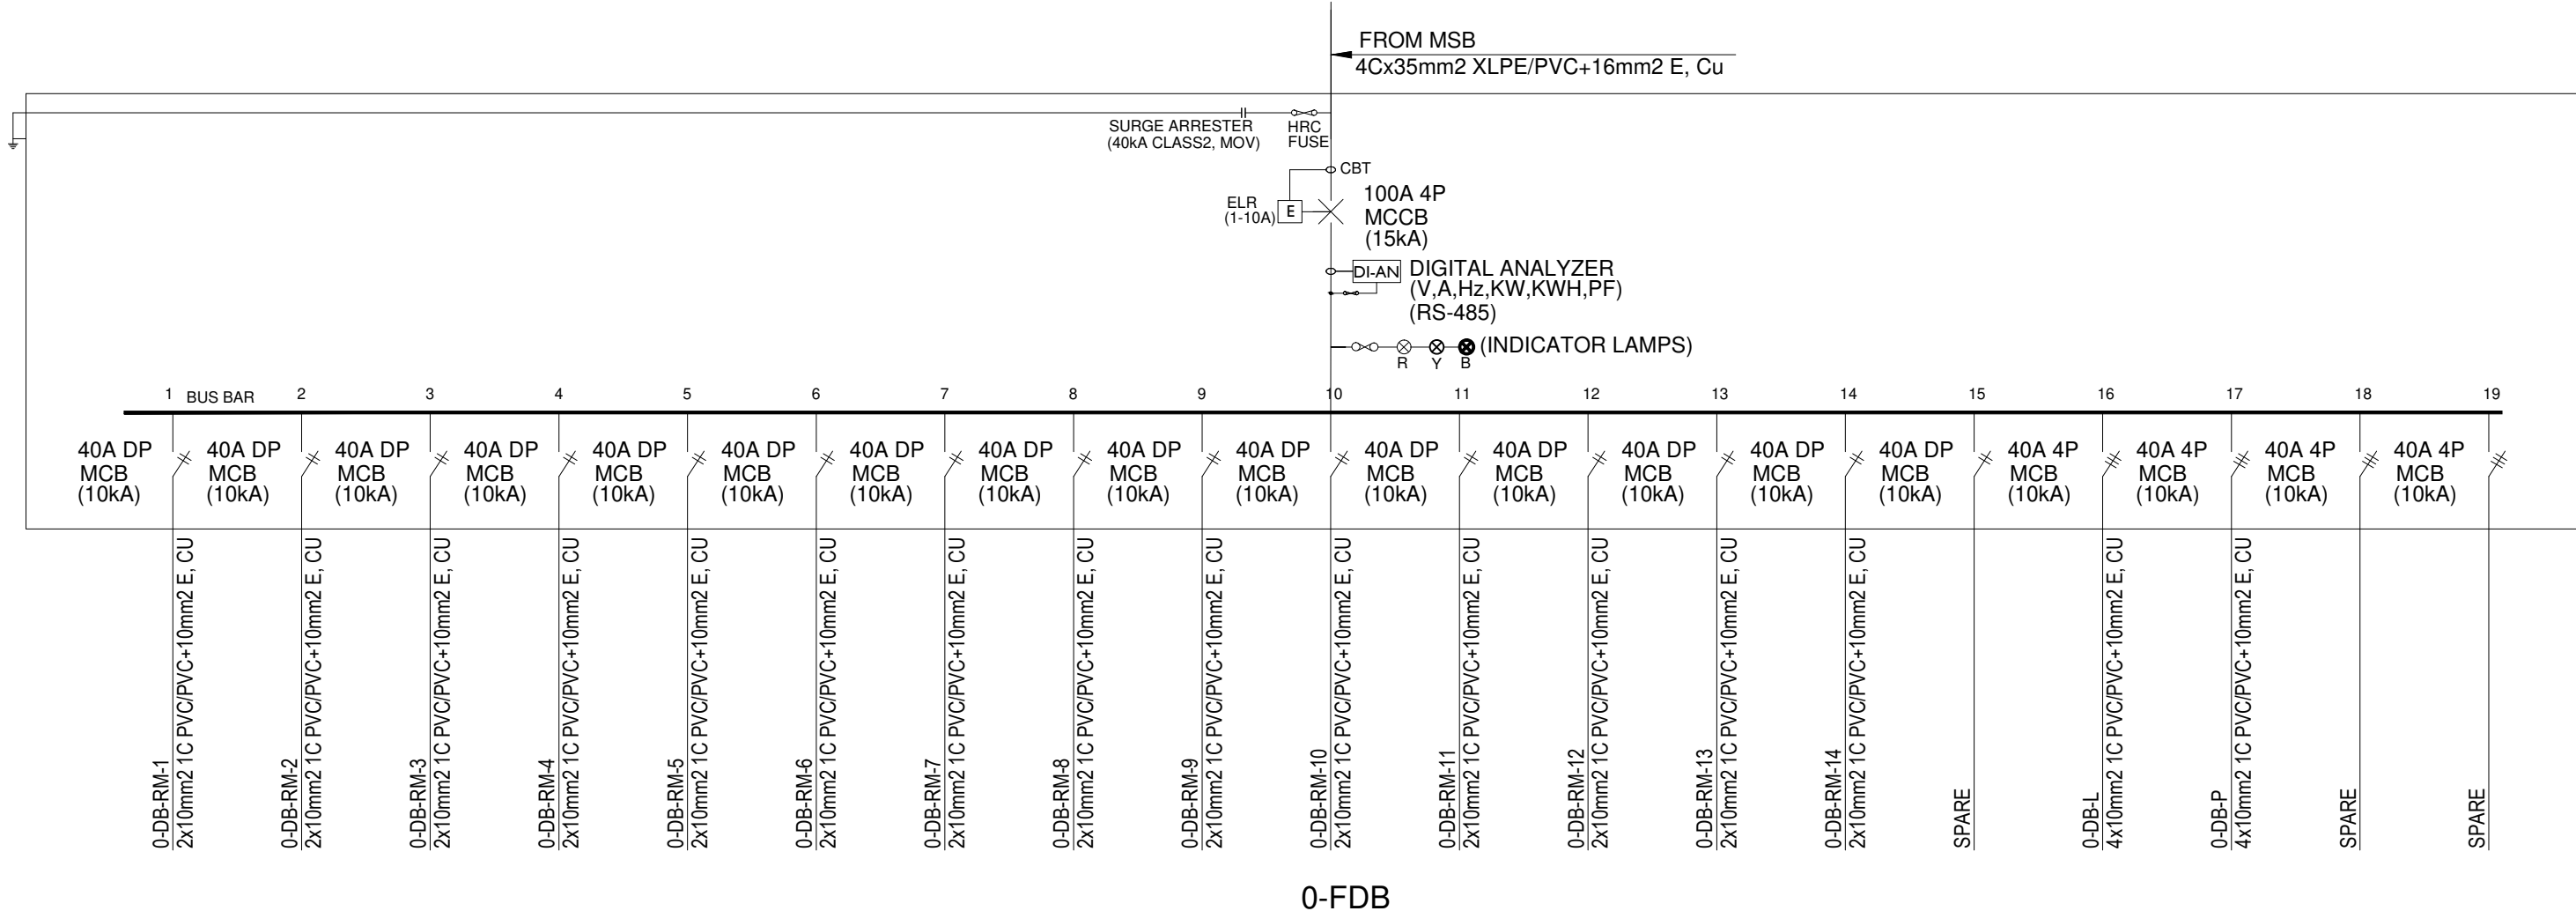 FROM MSB
4Cx35mm2 XLPE/PVC+16mm2 E, Cu
SURGE ARRESTER
(40kA CLASS2, MOV)
HRC
FUSE
CBT
100A 4P
MCCB
(15kA)
ELR
(1-10A)
E
DI-AN
DIGITAL ANALYZER
(V,A,Hz,KW,KWH,PF)
(RS-485)
(INDICATOR LAMPS)
R Y B
1 BUS BAR 2 3 4 5 6 7 8 9 10 11 12 13 14 15 16 17 18 19
40A DP 40A DP 40A DP 40A DP 40A DP 40A DP 40A DP 40A DP 40A DP 40A DP 40A DP 40A DP 40A DP 40A DP 40A DP 40A 4P 40A 4P 40A 4P 40A 4P
MCB MCB MCB MCB MCB MCB MCB MCB MCB MCB MCB MCB MCB MCB MCB MCB MCB MCB MCB
(10kA) (10kA) (10kA) (10kA) (10kA) (10kA) (10kA) (10kA) (10kA) (10kA) (10kA) (10kA) (10kA) (10kA) (10kA) (10kA) (10kA) (10kA) (10kA)
0-DB-RM-1
2x10mm2 1C PVC/PVC+10mm2 E, CU
0-DB-RM-2
2x10mm2 1C PVC/PVC+10mm2 E, CU
0-DB-RM-3
2x10mm2 1C PVC/PVC+10mm2 E, CU
0-DB-RM-4
2x10mm2 1C PVC/PVC+10mm2 E, CU
0-DB-RM-5
2x10mm2 1C PVC/PVC+10mm2 E, CU
0-DB-RM-6
2x10mm2 1C PVC/PVC+10mm2 E, CU
0-DB-RM-7
2x10mm2 1C PVC/PVC+10mm2 E, CU
0-DB-RM-8
2x10mm2 1C PVC/PVC+10mm2 E, CU
0-DB-RM-9
2x10mm2 1C PVC/PVC+10mm2 E, CU
0-DB-RM-10
2x10mm2 1C PVC/PVC+10mm2 E, CU
0-DB-RM-11
2x10mm2 1C PVC/PVC+10mm2 E, CU
0-DB-RM-12
2x10mm2 1C PVC/PVC+10mm2 E, CU
0-DB-RM-13
2x10mm2 1C PVC/PVC+10mm2 E, CU
0-DB-RM-14
2x10mm2 1C PVC/PVC+10mm2 E, CU
SPARE
0-DB-L
4x10mm2 1C PVC/PVC+10mm2 E, CU
0-DB-P
4x10mm2 1C PVC/PVC+10mm2 E, CU
SPARE
SPARE
0-FDB